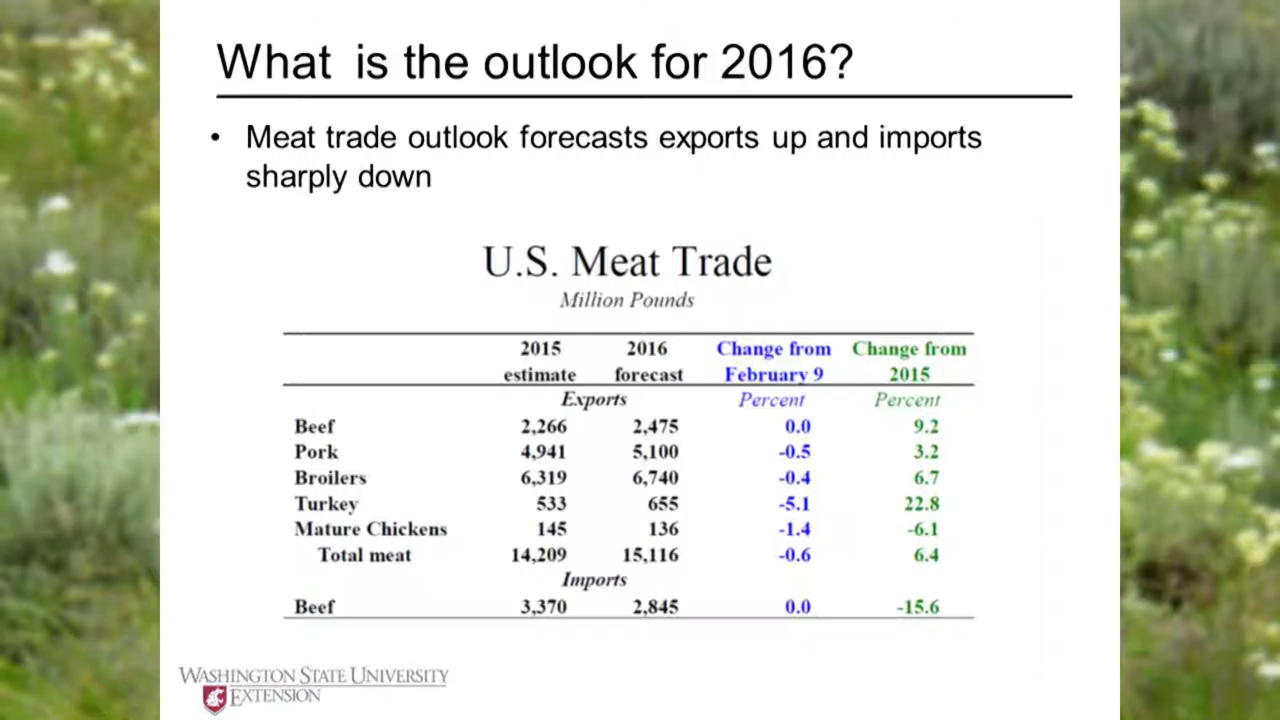 What is the outlook for 2016?
• Meat trade outlook forecasts exports up and imports
sharply down
U.S. Meat Trade
Million Pounds
2015 2016 Change from Change from
estimate forecast February 9 2015
Exports Percent Percent
Beef 2,266 2,475 0.0 9.2
Pork 4,941 5,100 -0.5 3.2
Broilers 6,319 6,740 -0.4 6.7
Turkey 533 655 -5.1 22.8
Mature Chickens 145 136 -1.4 -6.1
Total meat 14,209 15,116 -0.6 6.4
Imports
Beef 3,370 2,845 0.0 -15.6
WASHINGTON STATE UNIVERSITY
EXTENSION